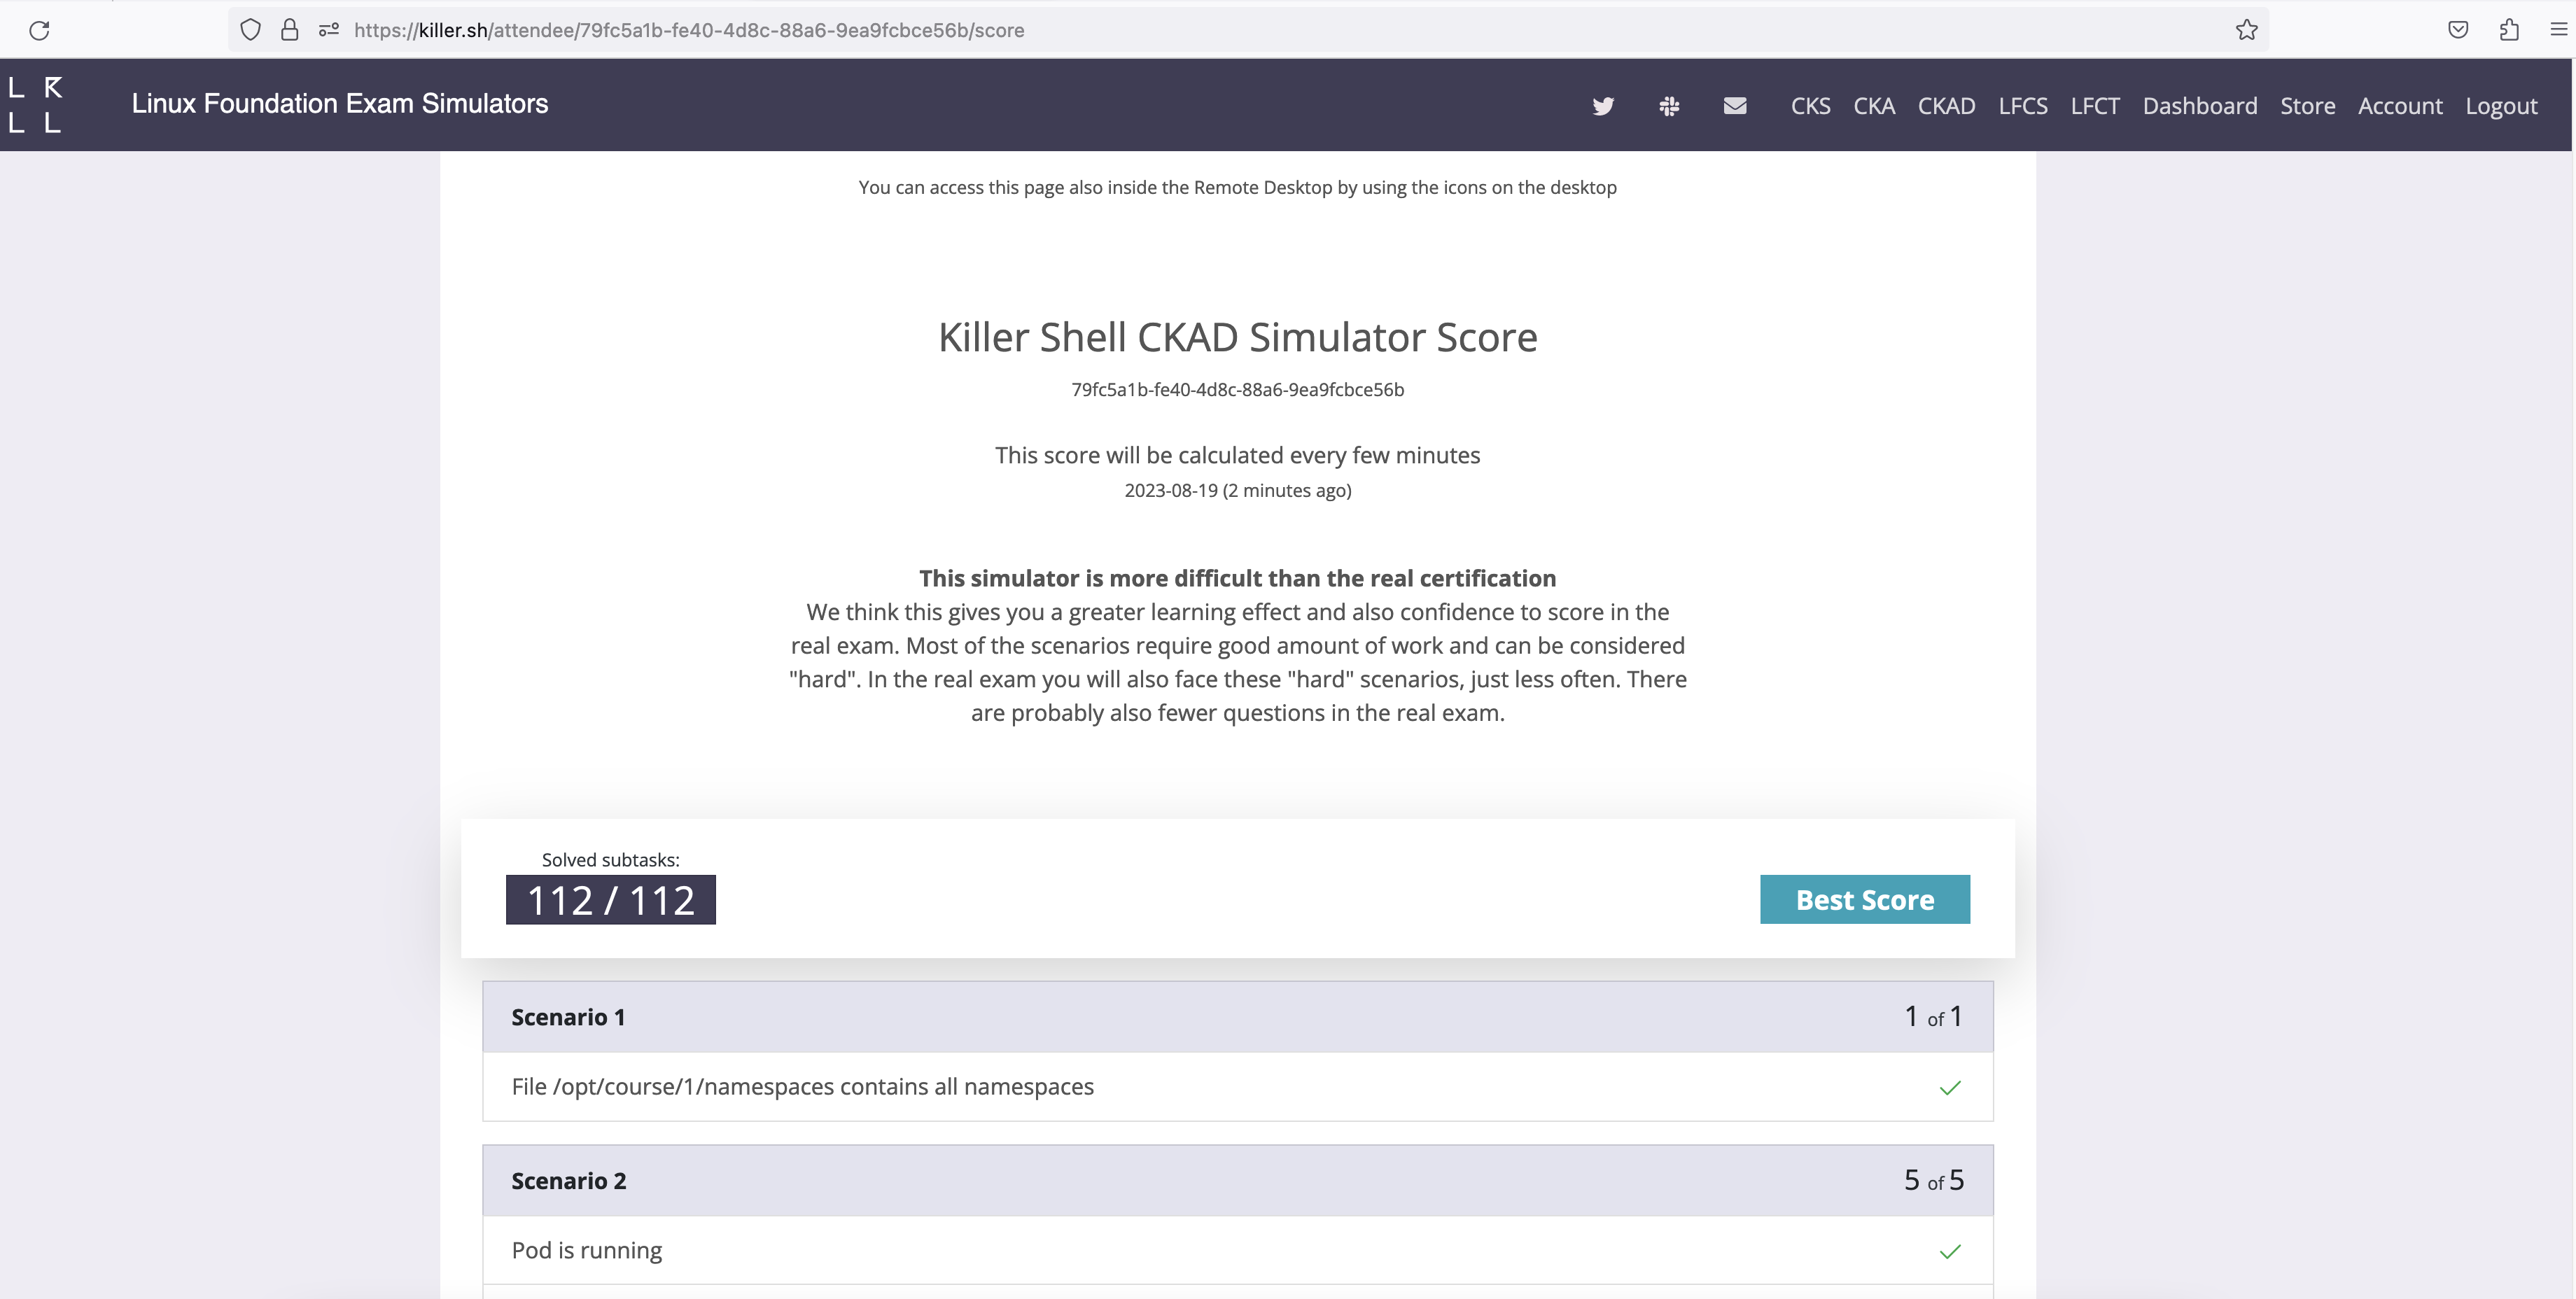 https://killer.sh/attendee/79fc5a1b-fe40-4d8c-88a6-9ea9fcbce56b/score
Linux Foundation Exam Simulators
CKS CKA CKAD LFCS LFCT Dashboard Store Account Logout
You can access this page also inside the Remote Desktop by using the icons on the desktop
Killer Shell CKAD Simulator Score
79fc5a1b-fe40-4d8c-88a6-9ea9fcbce56b
This score will be calculated every few minutes
2023-08-19 (2 minutes ago)
This simulator is more difficult than the real certification
We think this gives you a greater learning effect and also confidence to score in the
real exam. Most of the scenarios require good amount of work and can be considered
"hard". In the real exam you will also face these "hard" scenarios, just less often. There
are probably also fewer questions in the real exam.
Solved subtasks:
112 / 112
Best Score
Scenario 1
1 of 1
File /opt/course/1/namespaces contains all namespaces
Scenario 2
5 of 5
Pod is running